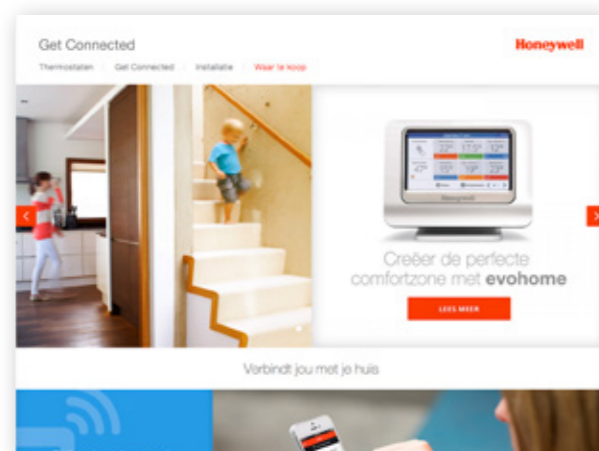 Get Connected
Honeywell
Thermostaten Get Connected Installatie Waar te koop
Honeywell
Creëer de perfecte
comfortzone met evohome
LEES MEER
Verbindt jou met je huis